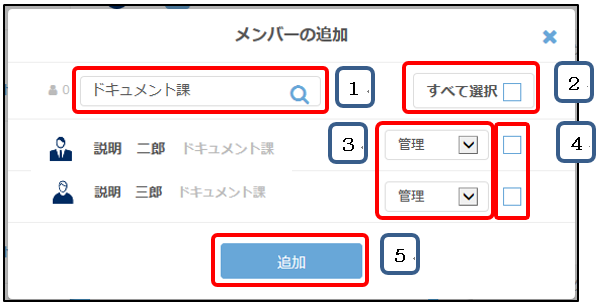 メンバーの追加
0 ドキュメント課 1 すべて選択 2
説明 二郎 ドキュメント課 3 管理 4
説明 三郎 ドキュメント課 管理
追加 5